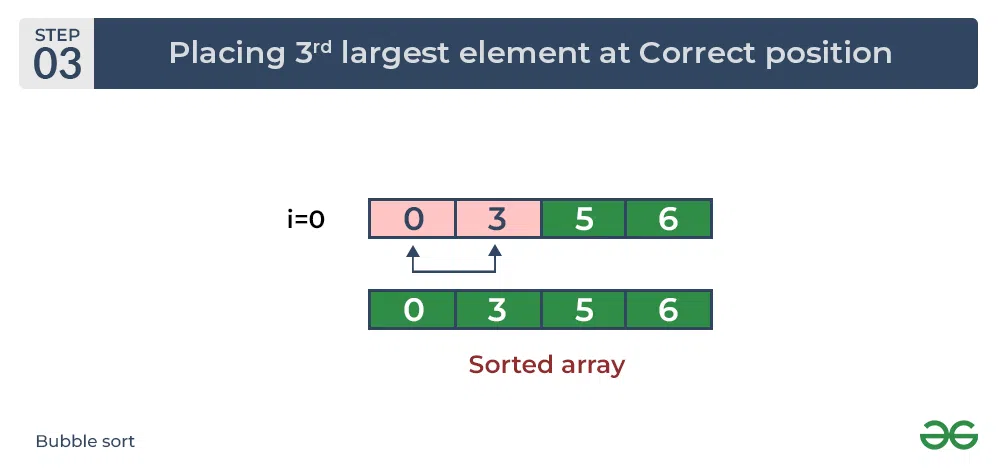 STEP
03
Placing 3rd largest element at Correct position
i=0
0 3 5 6
0 3 5 6
Sorted array
Bubble sort